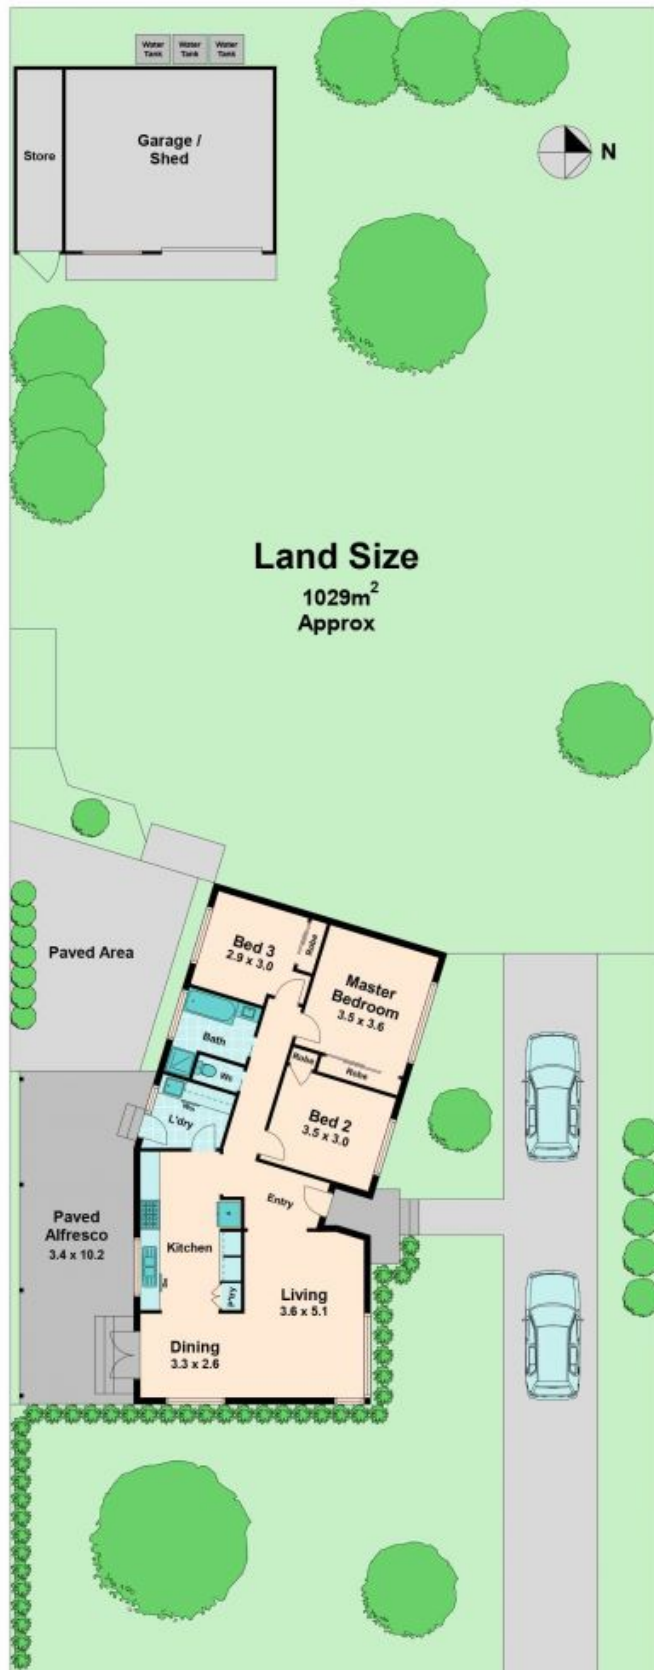 Water
Tank
Water
Tank
Water
Tank
Store
Garage /
Shed
N
Land Size
1029m²
Approx
Paved Area
Bed 3
2.9 x 3.0
Robe
Master
Bedroom
3.5 x 3.6
Bath
Wc
Robe
Robe
Wm
L'dry
Bed 2
3.5 x 3.0
Entry
Paved
Alfresco
3.4 x 10.2
Kitchen
P'try
Living
3.6 x 5.1
Dining
3.3 x 2.6